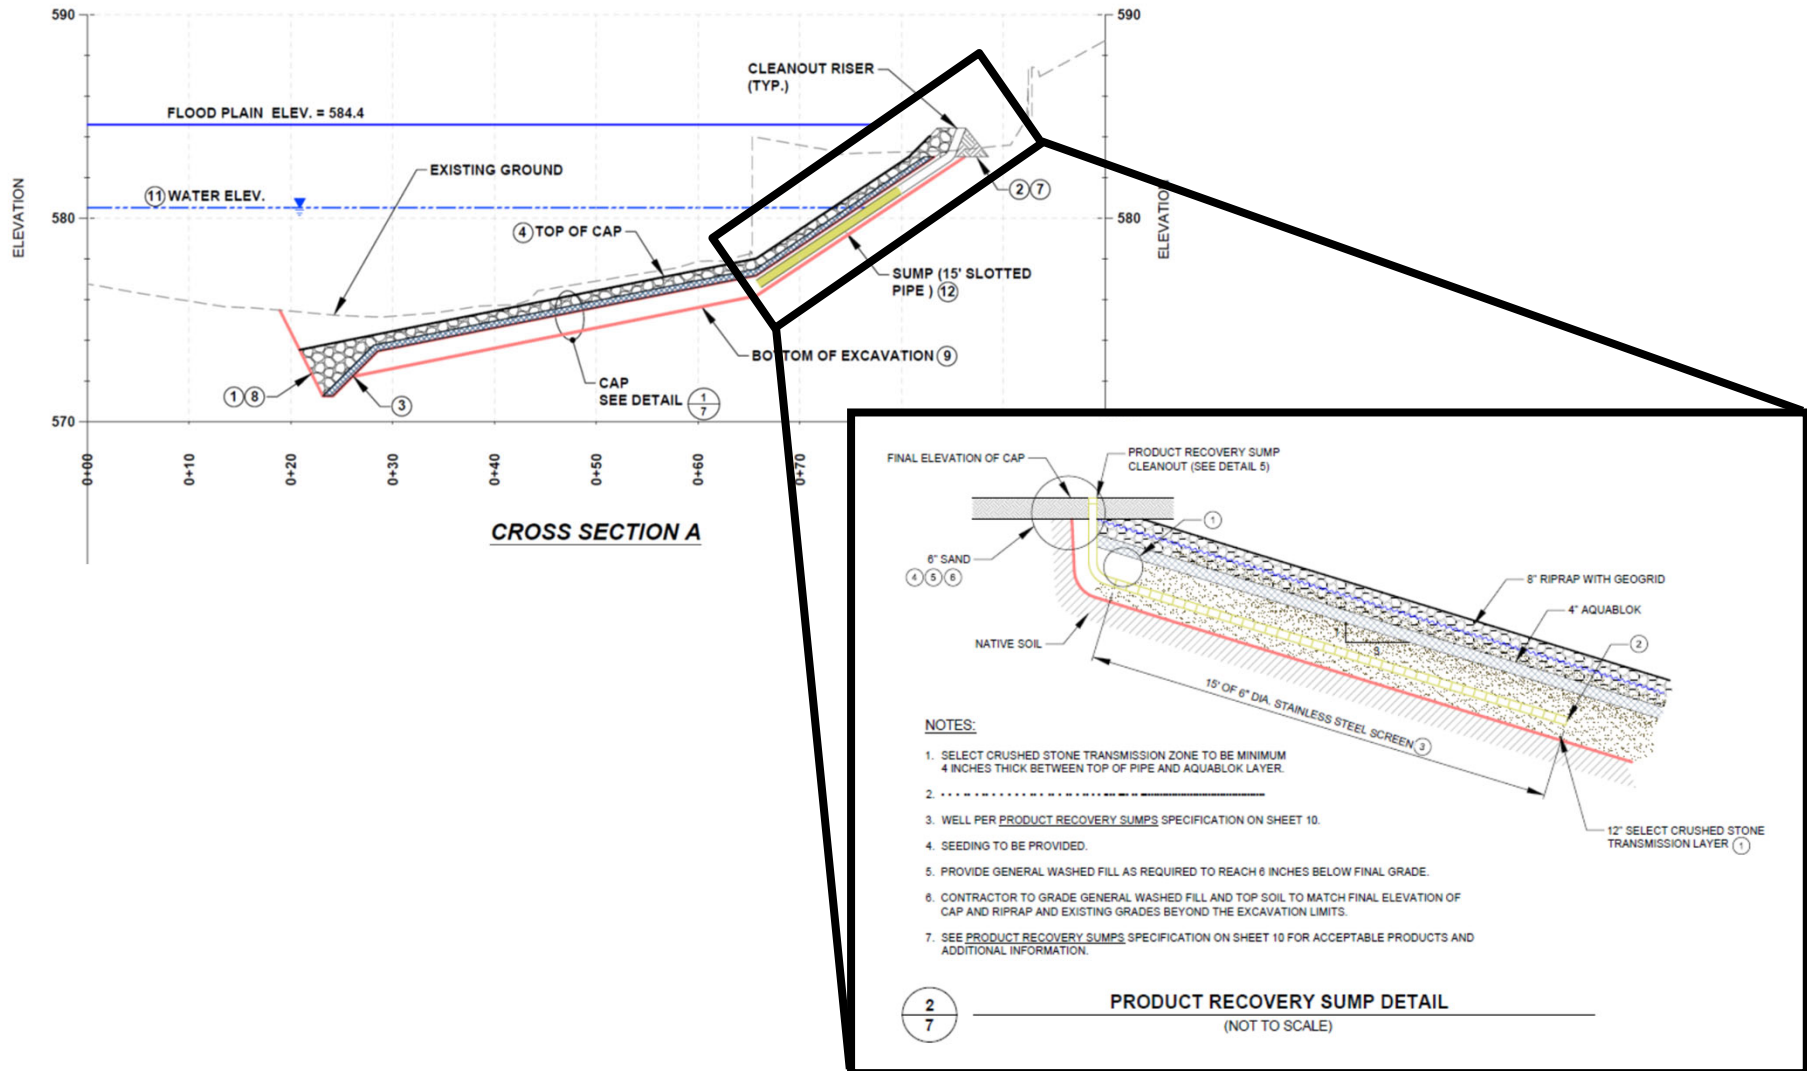 590
590
CLEANOUT RISER
(TYP.)
FLOOD PLAIN ELEV. = 584.4
EXISTING GROUND
11 WATER ELEV.
2 7
ELEVATION
580
580
ELEVATION
4 TOP OF CAP
SUMP (15' SLOTTED
PIPE ) 12
BOTTOM OF EXCAVATION 9
1 8
3
CAP
SEE DETAIL 1
7
570
0+00
0+10
0+20
0+30
0+40
0+50
0+60
0+70
CROSS SECTION A
FINAL ELEVATION OF CAP
PRODUCT RECOVERY SUMP
CLEANOUT (SEE DETAIL 5)
1
6" SAND
4 5 6
8" RIPRAP WITH GEOGRID
4" AQUABLOK
2
NATIVE SOIL
1
S
15' OF 6" DIA. STAINLESS STEEL SCREEN 3
12" SELECT CRUSHED STONE
TRANSMISSION LAYER 1
NOTES:
1. SELECT CRUSHED STONE TRANSMISSION ZONE TO BE MINIMUM
4 INCHES THICK BETWEEN TOP OF PIPE AND AQUABLOK LAYER.
2.
3. WELL PER PRODUCT RECOVERY SUMPS SPECIFICATION ON SHEET 10.
4. SEEDING TO BE PROVIDED.
5. PROVIDE GENERAL WASHED FILL AS REQUIRED TO REACH 6 INCHES BELOW FINAL GRADE.
6. CONTRACTOR TO GRADE GENERAL WASHED FILL AND TOP SOIL TO MATCH FINAL ELEVATION OF
CAP AND RIPRAP AND EXISTING GRADES BEYOND THE EXCAVATION LIMITS.
7. SEE PRODUCT RECOVERY SUMPS SPECIFICATION ON SHEET 10 FOR ACCEPTABLE PRODUCTS AND
ADDITIONAL INFORMATION.
2
7
PRODUCT RECOVERY SUMP DETAIL
(NOT TO SCALE)